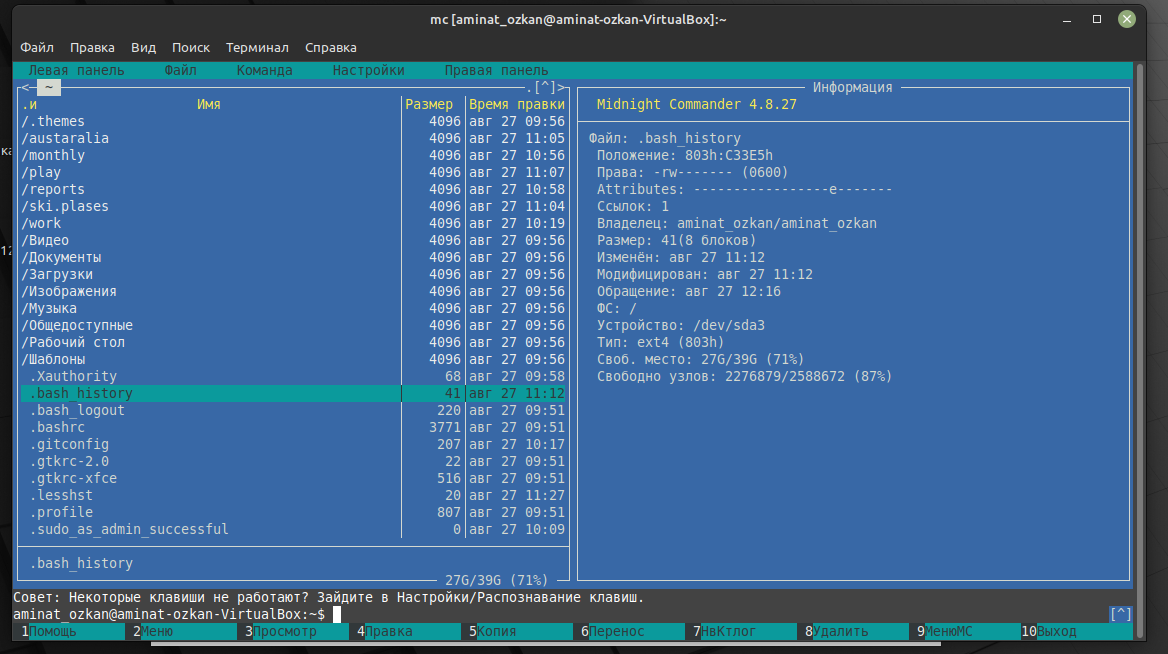 mc [aminat_ozkan@aminat-ozkan-VirtualBox]:~
Файл Правка Вид Поиск Терминал Справка
Левая панель Файл Команда Настройки Правая панель
<— ~ .[^]> Информация
.и Имя Размер Время правки
Midnight Commander 4.8.27
/.themes 4096 авг 27 09:56
/austaralia 4096 авг 27 11:05
/monthly 4096 авг 27 10:56
/play 4096 авг 27 11:07
/reports 4096 авг 27 10:58
/ski.plases 4096 авг 27 11:04
/work 4096 авг 27 10:19
/Видео 4096 авг 27 09:56
/Документы 4096 авг 27 09:56
/Загрузки 4096 авг 27 09:56
/Изображения 4096 авг 27 09:56
/Музыка 4096 авг 27 09:56
/Общедоступные 4096 авг 27 09:56
/Рабочий стол 4096 авг 27 09:56
/Шаблоны 4096 авг 27 09:56
.Xauthority 68 авг 27 09:58
.bash_history 41 авг 27 11:12
.bash_logout 220 авг 27 09:51
.bashrc 3771 авг 27 09:51
.gitconfig 207 авг 27 10:17
.gtkrc-2.0 22 авг 27 09:51
.gtkrc-xfce 516 авг 27 09:51
.lesshst 20 авг 27 11:27
.profile 807 авг 27 09:51
.sudo_as_admin_successful 0 авг 27 10:09
.bash_history
27G/39G (71%)
Файл: .bash_history
Положение: 803h:C33E5h
Права: -rw------- (0600)
Attributes: -----------------e-------
Ссылок: 1
Владелец: aminat_ozkan/aminat_ozkan
Размер: 41(8 блоков)
Изменён: авг 27 11:12
Модифицирован: авг 27 11:12
Обращение: авг 27 12:16
ФС: /
Устройство: /dev/sda3
Тип: ext4 (803h)
Своб. место: 27G/39G (71%)
Свободно узлов: 2276879/2588672 (87%)
Совет: Некоторые клавиши не работают? Зайдите в Настройки/Распознавание клавиш.
aminat_ozkan@aminat-ozkan-VirtualBox:~$ [^]
1Помощь 2Меню 3Просмотр 4Правка 5Копия 6Перенос 7НвКтлог 8Удалить 9МенюМС 10Выход